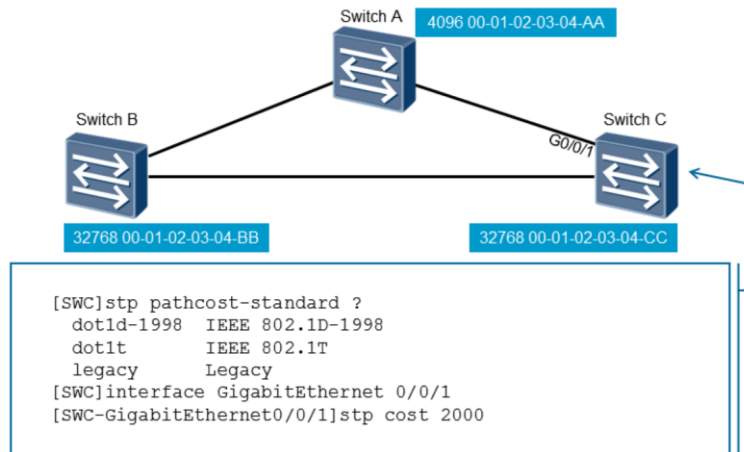 Switch A
4096 00-01-02-03-04-AA
Switch B
Switch C
G0/0/1
32768 00-01-02-03-04-BB
32768 00-01-02-03-04-CC
[SWC]stp pathcost-standard ?
dot1d-1998 IEEE 802.1D-1998
dot1t IEEE 802.1T
legacy Legacy
[SWC]interface GigabitEthernet 0/0/1
[SWC-GigabitEthernet0/0/1]stp cost 2000